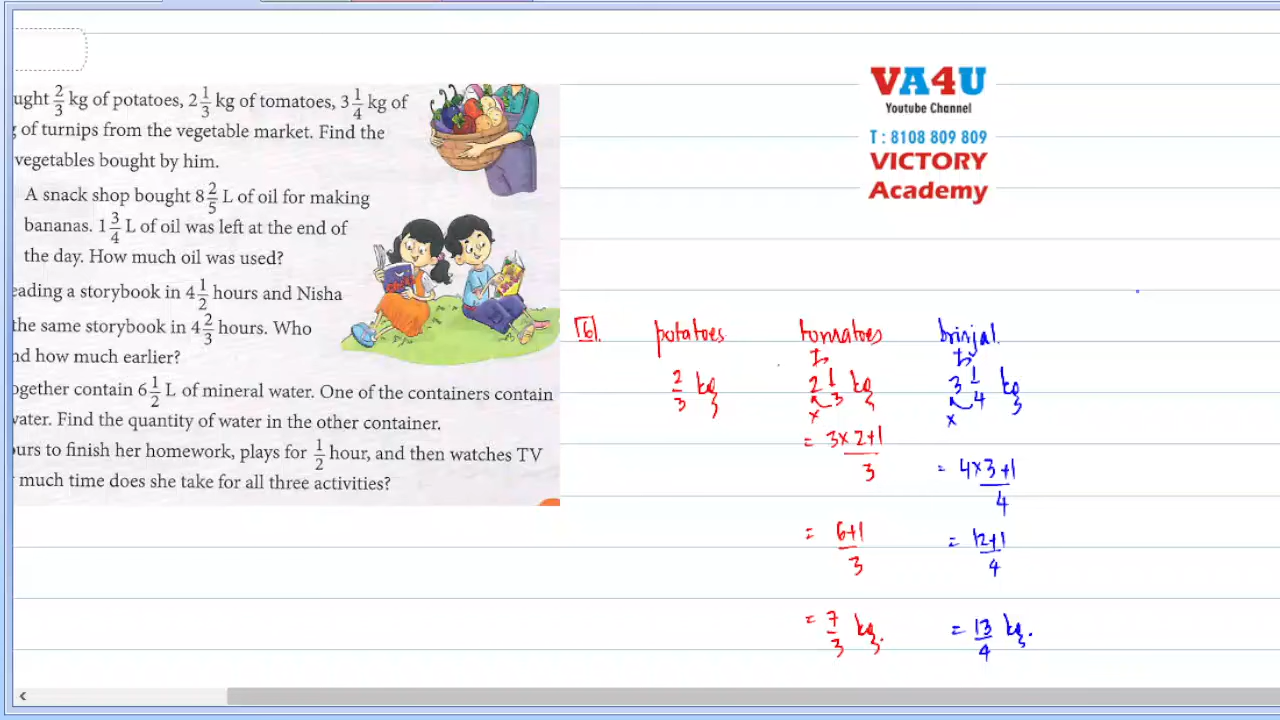 ught 2/3 kg of potatoes, 2 1/3 kg of tomatoes, 3 1/4 kg of
of turnips from the vegetable market. Find the
vegetables bought by him.
A snack shop bought 8 2/5 L of oil for making
bananas. 1 3/4 L of oil was left at the end of
the day. How much oil was used?
eading a storybook in 4 1/2 hours and Nisha
the same storybook in 4 2/3 hours. Who
nd how much earlier?
ogether contain 6 1/2 L of mineral water. One of the containers contain
water. Find the quantity of water in the other container.
ours to finish her homework, plays for 1/2 hour, and then watches TV
much time does she take for all three activities?
VA4U
Youtube Channel
T : 8108 809 809
VICTORY
Academy
[6]. potatoes tomatoes brinjal.
2/3 kg 2 1/3 kg 3 1/4 kg
+ +
x x
= 3x2+1/3 = 4x3+1/4
= 6+1/3 = 12+1/4
= 7/3 kg. = 13/4 kg.